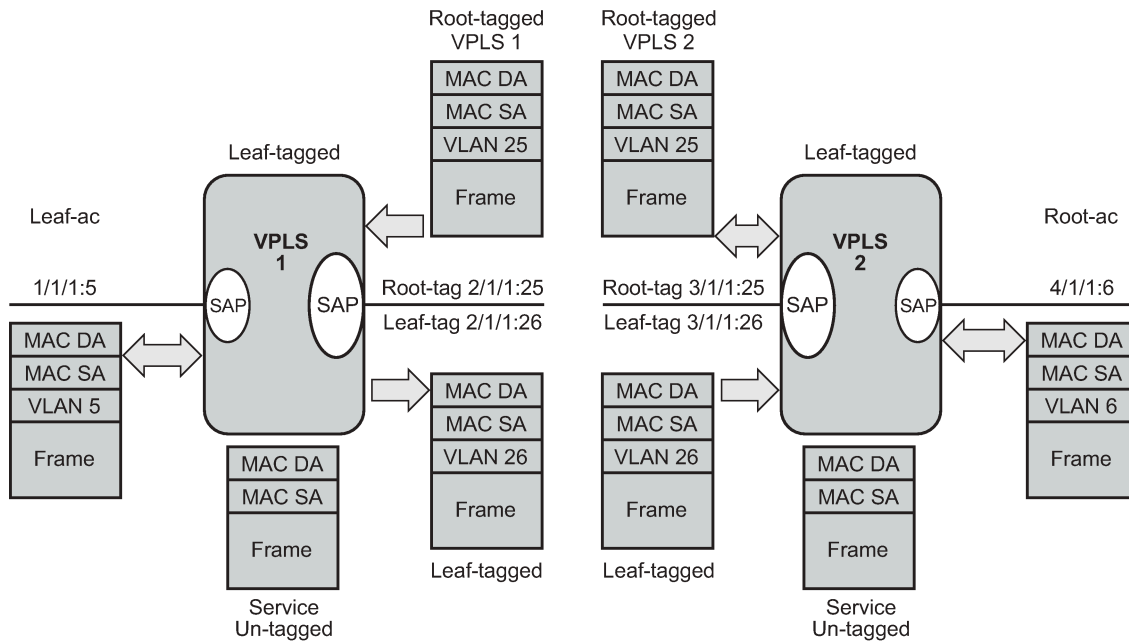 Root-tagged
VPLS 1
MAC DA
MAC SA
VLAN 25
Frame
Root-tagged
VPLS 2
MAC DA
MAC SA
VLAN 25
Frame
Leaf-tagged
Leaf-tagged
Leaf-ac
Root-ac
VPLS
1
VPLS
2
1/1/1:5
SAP
SAP
Root-tag 2/1/1:25
Leaf-tag 2/1/1:26
Root-tag 3/1/1:25
Leaf-tag 3/1/1:26
SAP
SAP
4/1/1:6
MAC DA
MAC SA
VLAN 5
Frame
MAC DA
MAC SA
Frame
Service
Un-tagged
MAC DA
MAC SA
VLAN 26
Frame
Leaf-tagged
MAC DA
MAC SA
VLAN 26
Frame
Leaf-tagged
MAC DA
MAC SA
Frame
Service
Un-tagged
MAC DA
MAC SA
VLAN 6
Frame